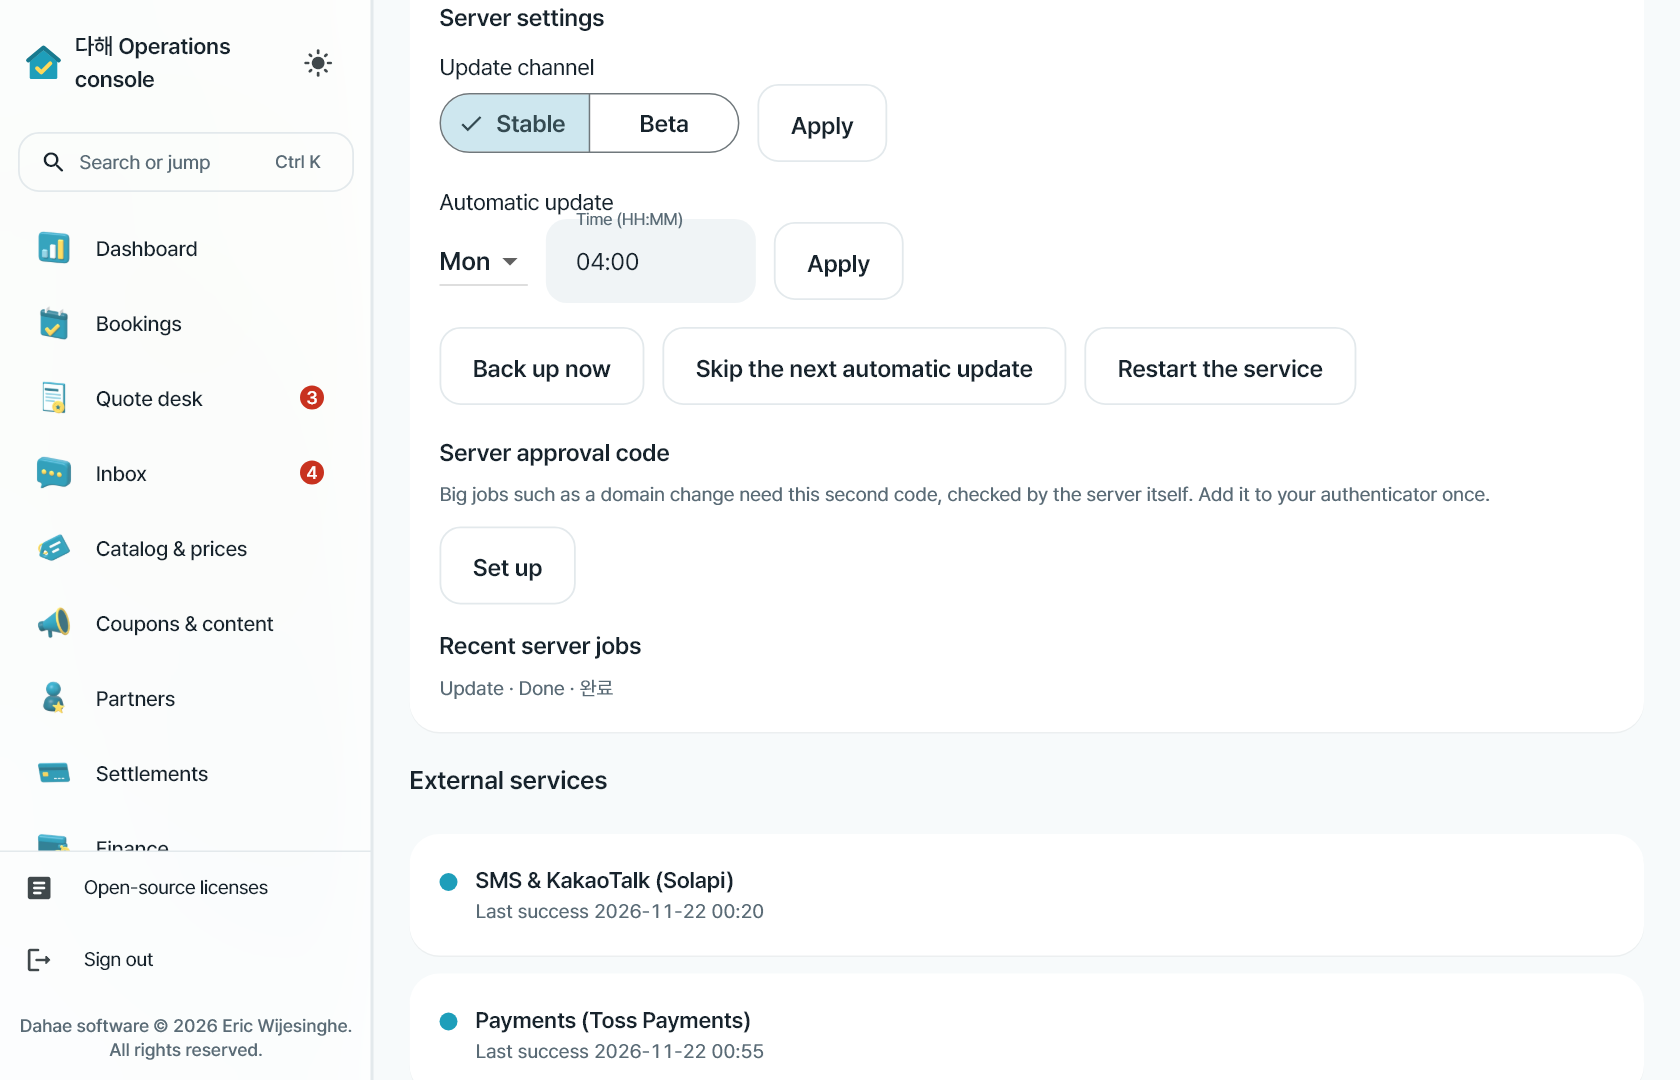 다해 Operations
console
Search or jump
Ctrl K
Dashboard
Bookings
Quote desk
3
Inbox
4
Catalog & prices
Coupons & content
Partners
Settlements
Finance
Open-source licenses
Sign out
Dahae software © 2026 Eric Wijesinghe.
All rights reserved.
Server settings
Update channel
Stable
Beta
Apply
Automatic update
Time (HH:MM)
Mon
04:00
Apply
Back up now
Skip the next automatic update
Restart the service
Server approval code
Big jobs such as a domain change need this second code, checked by the server itself. Add it to your authenticator once.
Set up
Recent server jobs
Update · Done · 완료
External services
SMS & KakaoTalk (Solapi)
Last success 2026-11-22 00:20
Payments (Toss Payments)
Last success 2026-11-22 00:55